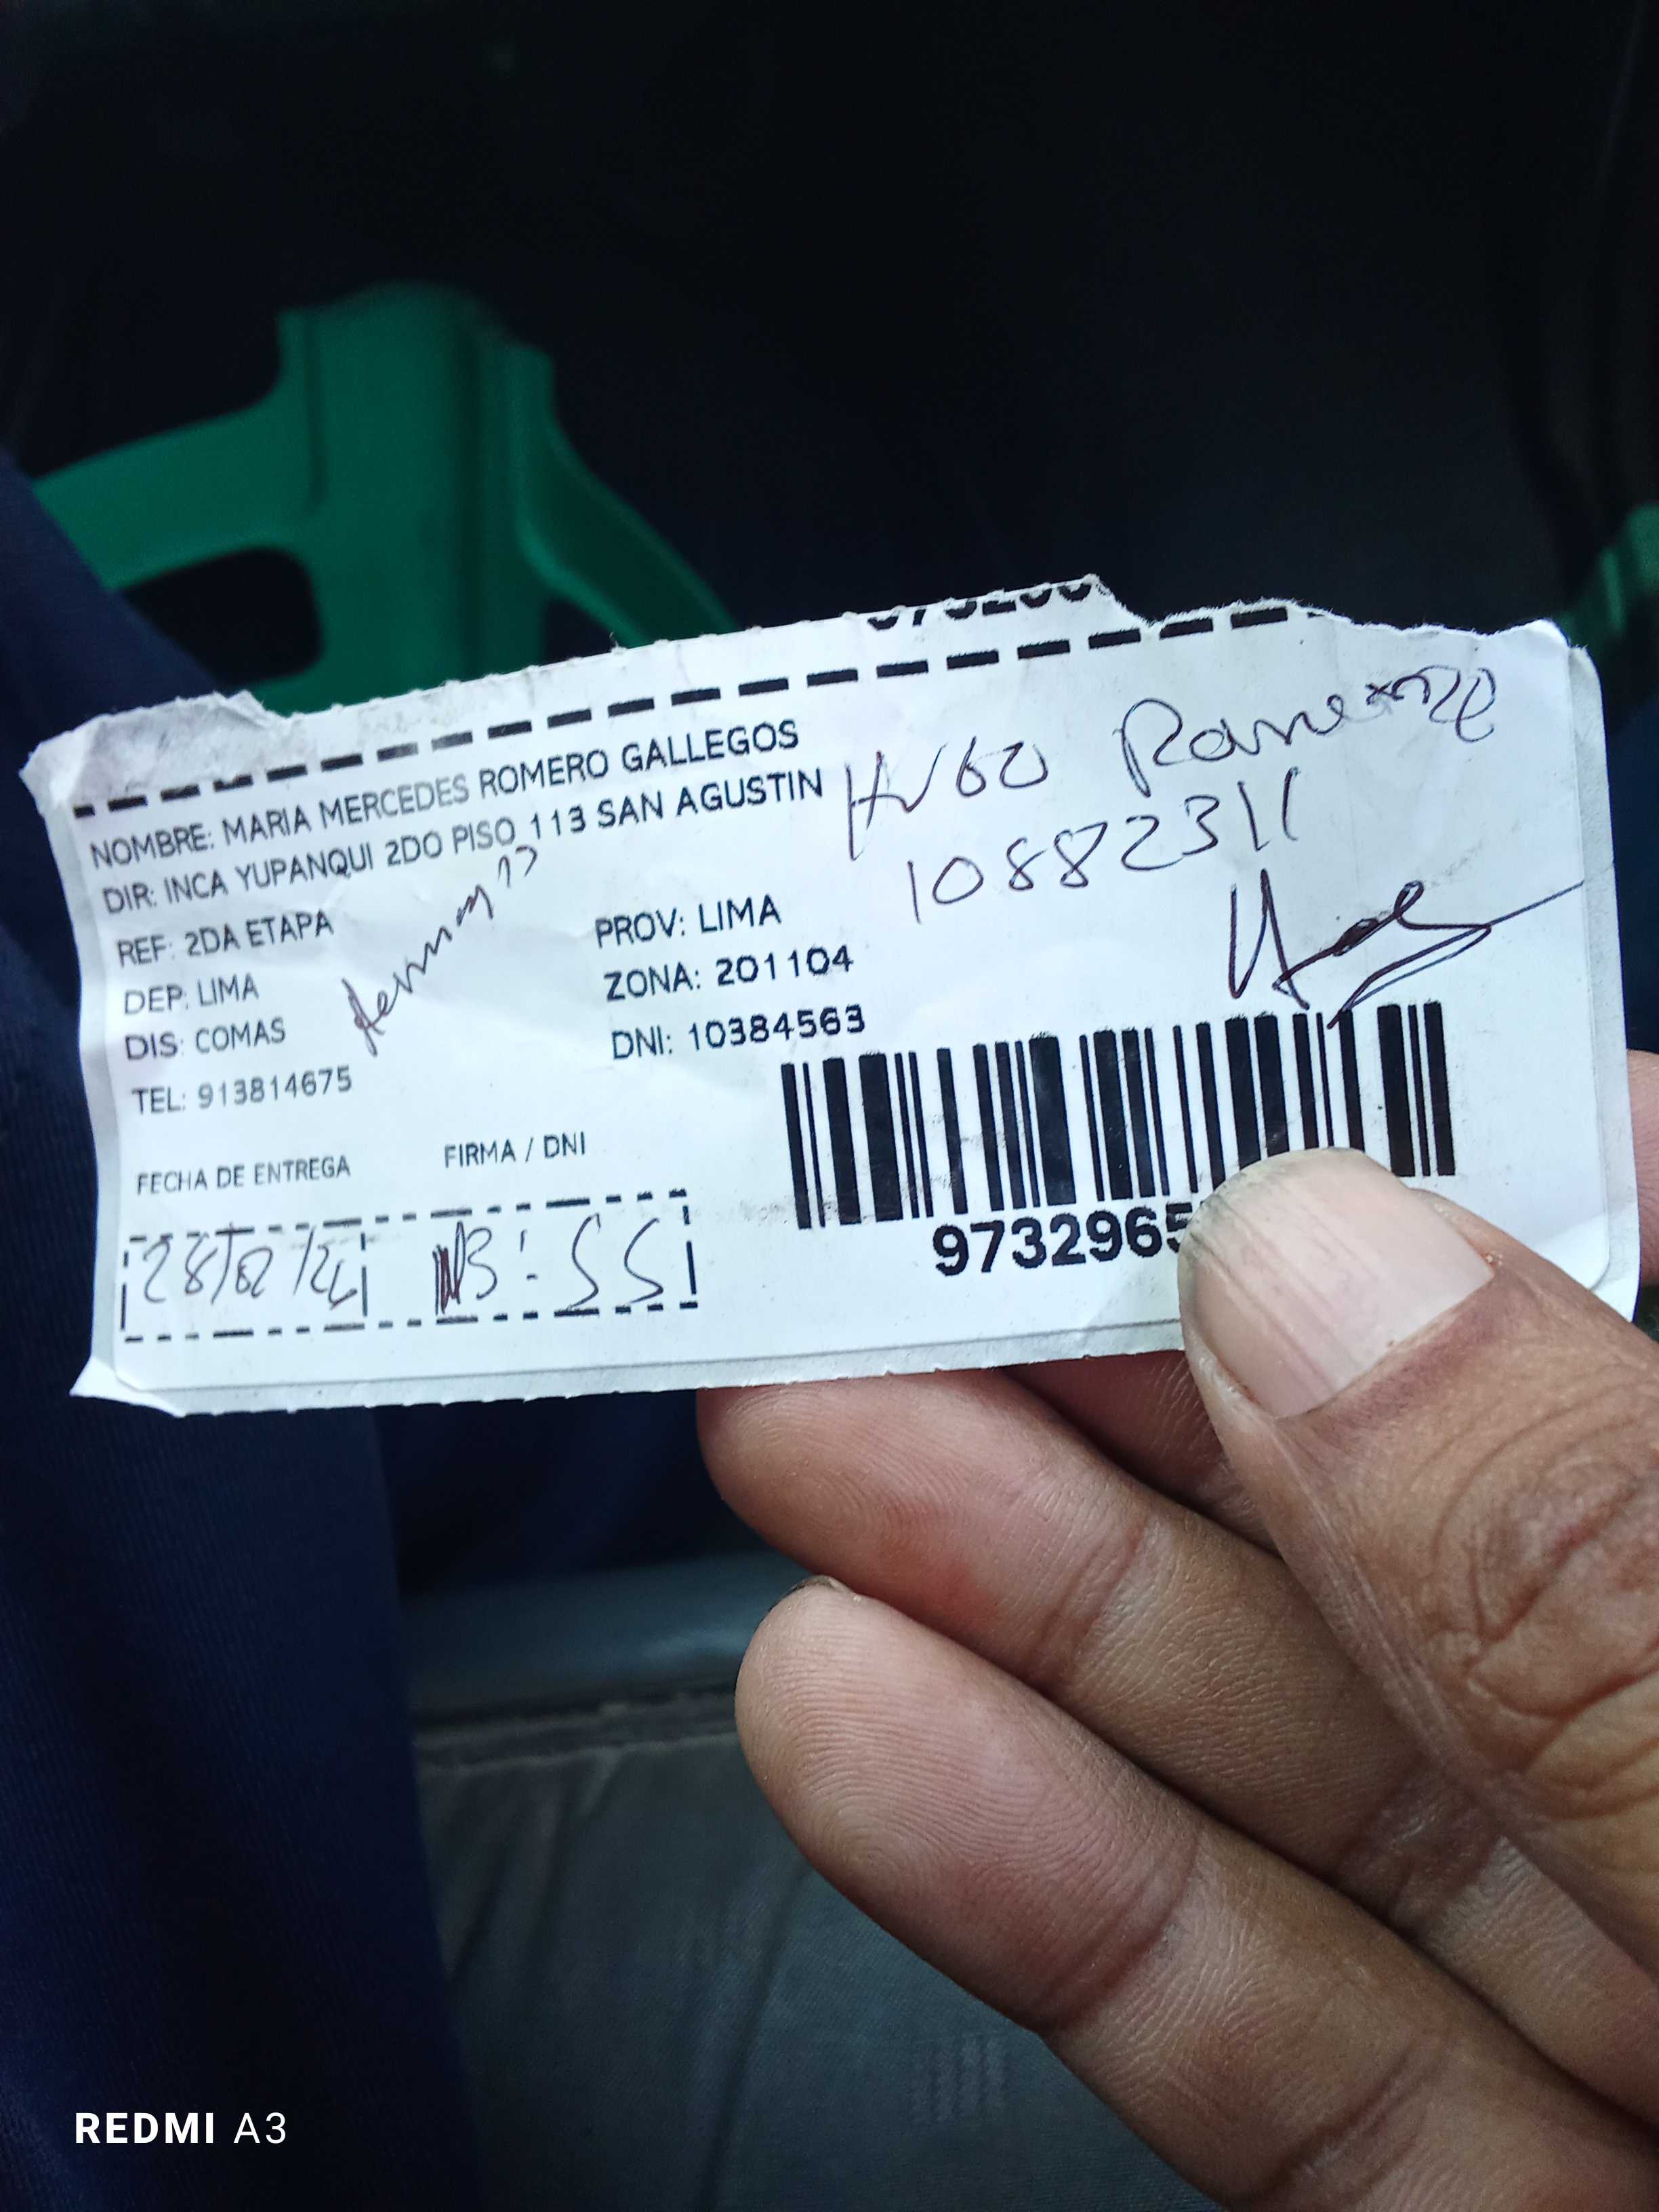 NOMBRE: MARIA MERCEDES ROMERO GALLEGOS
DIR: INCA YUPANQUI 2DO PISO 113 SAN AGUSTIN
REF: 2DA ETAPA
DEP: LIMA
DIS: COMAS
TEL: 913814675
PROV: LIMA
ZONA: 201104
DNI: 10384563
HUGO
10882311
FECHA DE ENTREGA
FIRMA / DNI
28/02/24
13:55
9732965
REDMI A3